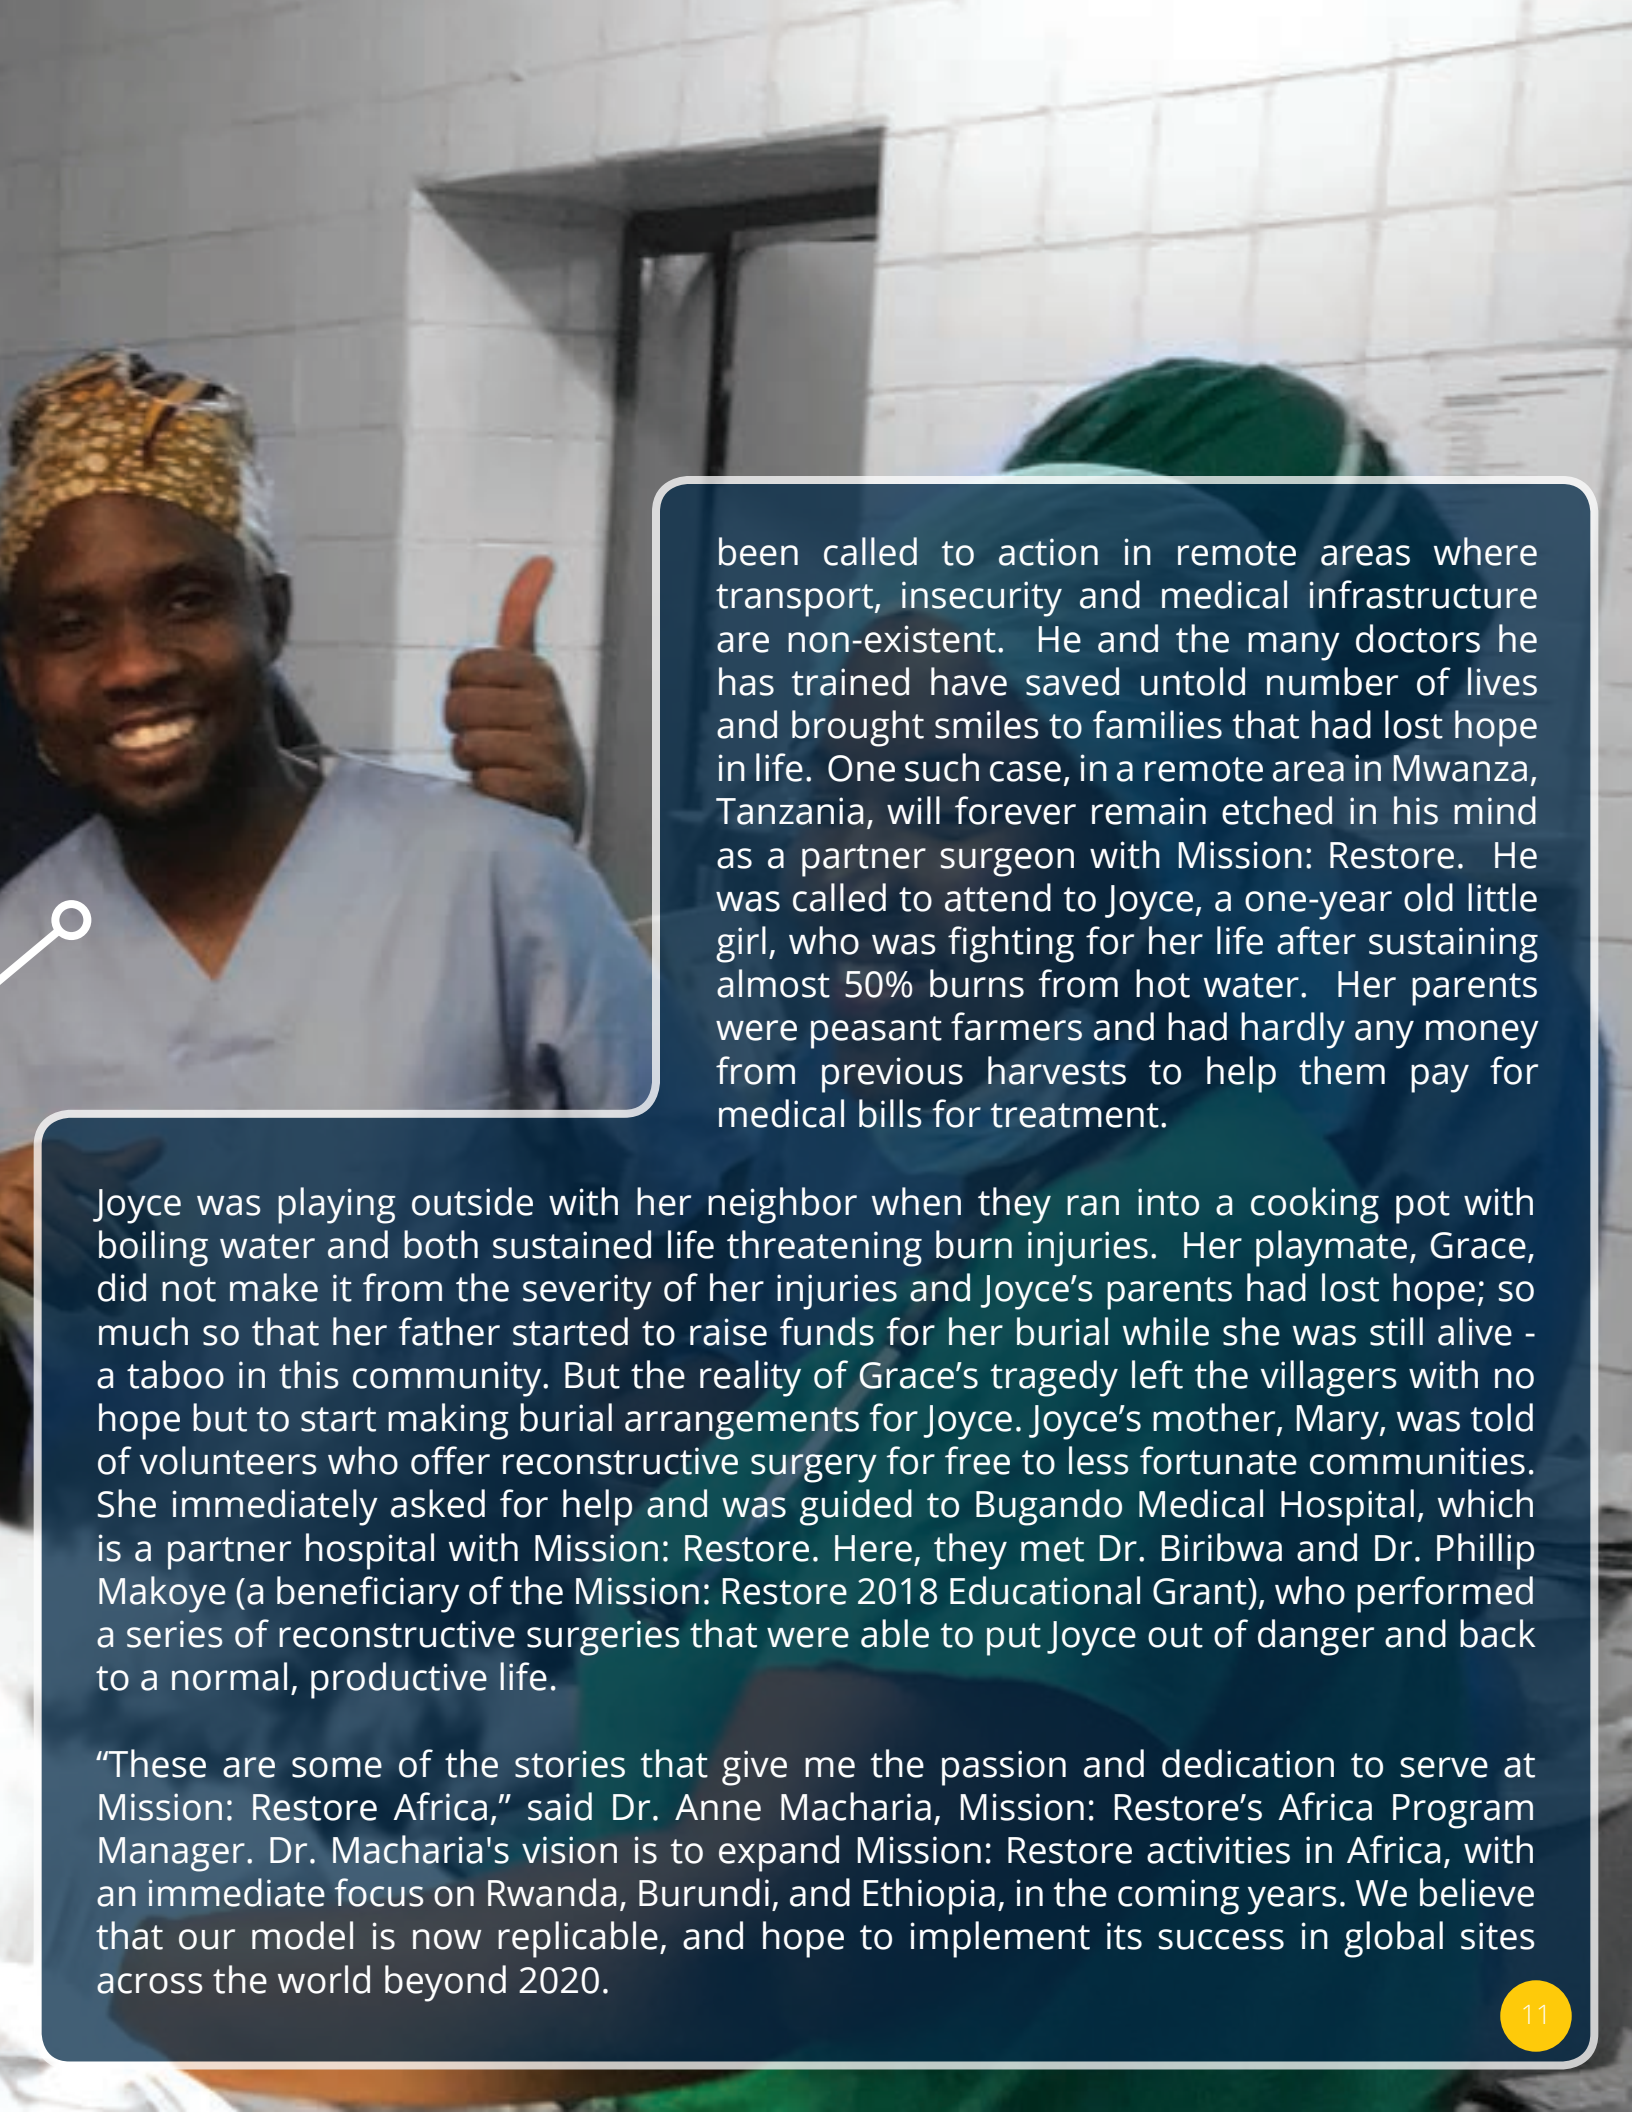 been called to action in remote areas where
transport, insecurity and medical infrastructure
are non-existent.  He and the many doctors he
has trained have saved untold number of lives
and brought smiles to families that had lost hope
in life.  One such case, in a remote area in Mwanza,
Tanzania, will forever remain etched in his mind
as a partner surgeon with Mission: Restore.  He
was called to attend to Joyce, a one-year old little
girl, who was fighting for her life after sustaining
almost 50% burns from hot water.  Her parents
were peasant farmers and had hardly any money
from previous harvests to help them pay for
medical bills for treatment.
Joyce was playing outside with her neighbor when they ran into a cooking pot with
boiling water and both sustained life threatening burn injuries.  Her playmate, Grace,
did not make it from the severity of her injuries and Joyce’s parents had lost hope; so
much so that her father started to raise funds for her burial while she was still alive -
a taboo in this community. But the reality of Grace’s tragedy left the villagers with no
hope but to start making burial arrangements for Joyce. Joyce’s mother, Mary, was told
of volunteers who offer reconstructive surgery for free to less fortunate communities.
She immediately asked for help and was guided to Bugando Medical Hospital, which
is a partner hospital with Mission: Restore. Here, they met Dr. Biribwa and Dr. Phillip
Makoye (a beneficiary of the Mission: Restore 2018 Educational Grant), who performed
a series of reconstructive surgeries that were able to put Joyce out of danger and back
to a normal, productive life.
“These are some of the stories that give me the passion and dedication to serve at
Mission: Restore Africa,” said Dr. Anne Macharia, Mission: Restore’s Africa Program
Manager. Dr. Macharia's vision is to expand Mission: Restore activities in Africa, with
an immediate focus on Rwanda, Burundi, and Ethiopia, in the coming years. We believe
that our model is now replicable, and hope to implement its success in global sites
across the world beyond 2020.
11